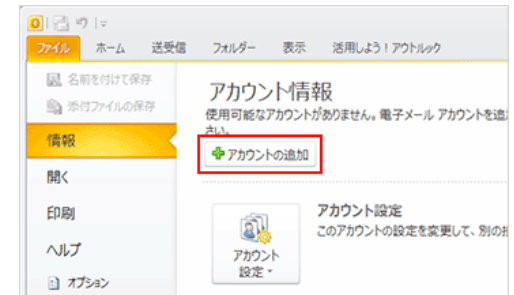 ファイル ホーム 送受信 フォルダー 表示 活用しよう！アウトルック
名前を付けて保存
添付ファイルの保存
情報
開く
印刷
ヘルプ
オプション
アカウント情報
使用可能なアカウントがありません。電子メール アカウントを追
さい。
アカウントの追加
アカウント
設定
アカウント設定
このアカウントの設定を変更して、別の